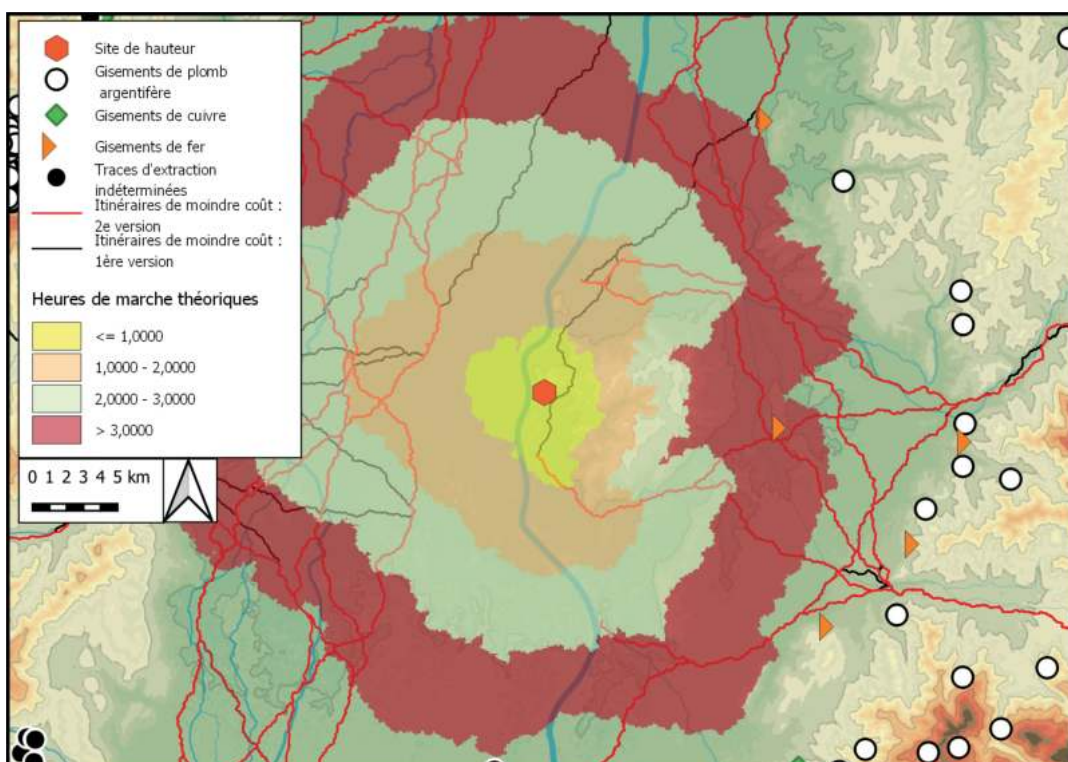 Site de hauteur
Gisements de plomb
argentifère
Gisements de cuivre
Gisements de fer
Traces d'extraction
indéterminées
Itinéraires de moindre coût :
2e version
Itinéraires de moindre coût :
1ère version
Heures de marche théoriques
<= 1,0000
1,0000 - 2,0000
2,0000 - 3,0000
> 3,0000
0 1 2 3 4 5 km